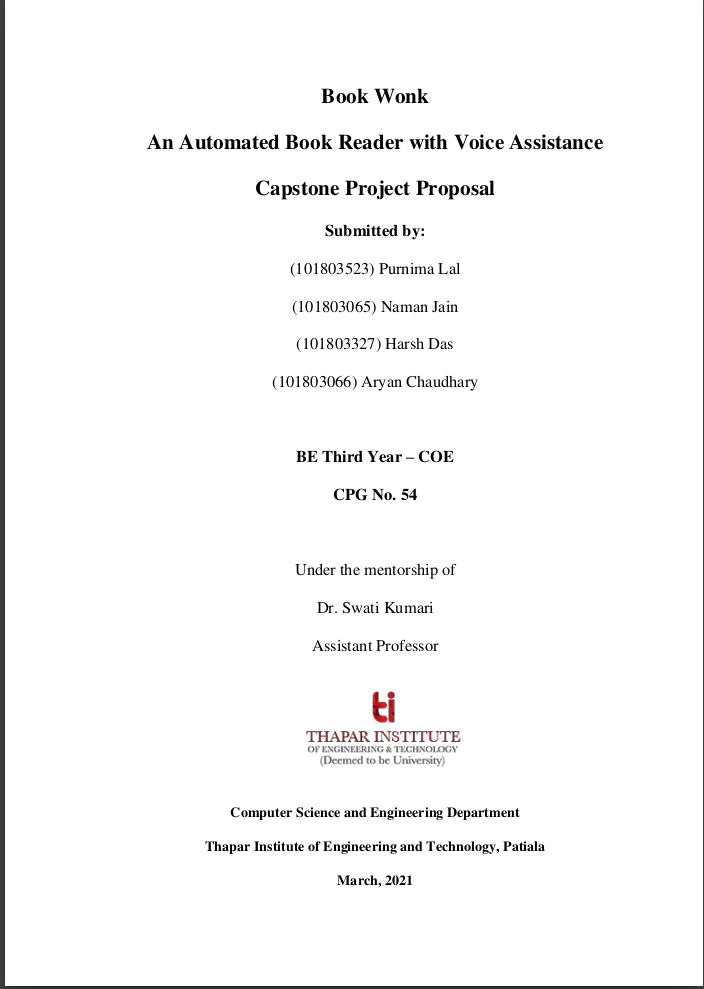 Book Wonk
An Automated Book Reader with Voice Assistance
Capstone Project Proposal
Submitted by:
(101803523) Purnima Lal
(101803065) Naman Jain
(101803327) Harsh Das
(101803066) Aryan Chaudhary
BE Third Year – COE
CPG No. 54
Under the mentorship of
Dr. Swati Kumari
Assistant Professor
ti
THAPAR INSTITUTE
OF ENGINEERING & TECHNOLOGY
(Deemed to be University)
Computer Science and Engineering Department
Thapar Institute of Engineering and Technology, Patiala
March, 2021